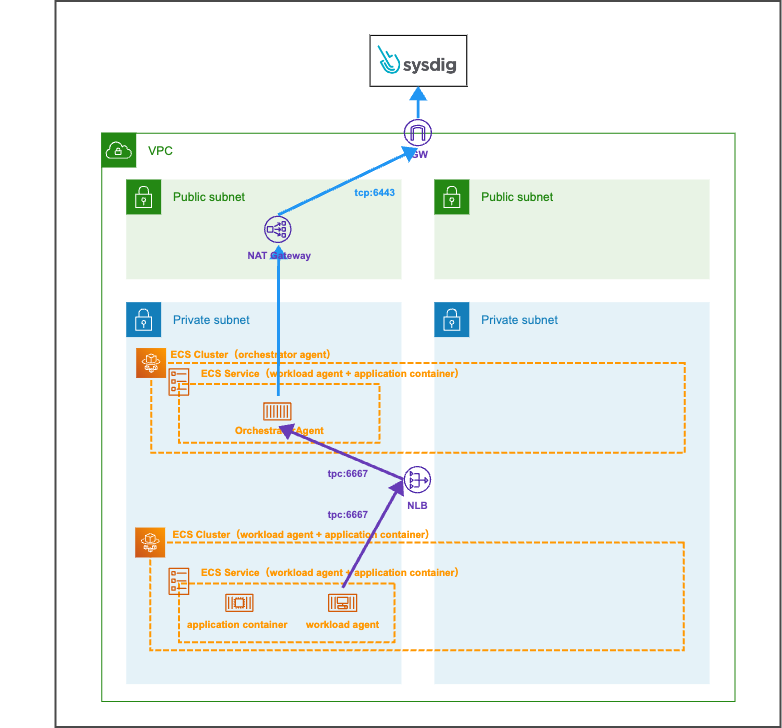 sysdig
IGW
VPC
tcp:6443
Public subnet
Public subnet
NAT Gateway
Private subnet
Private subnet
ECS Cluster（orchestrator agent）
ECS Service（workload agent + application container）
Orchestrator Agent
tpc:6667
NLB
tpc:6667
ECS Cluster（workload agent + application container）
ECS Service（workload agent + application container）
application container
workload agent